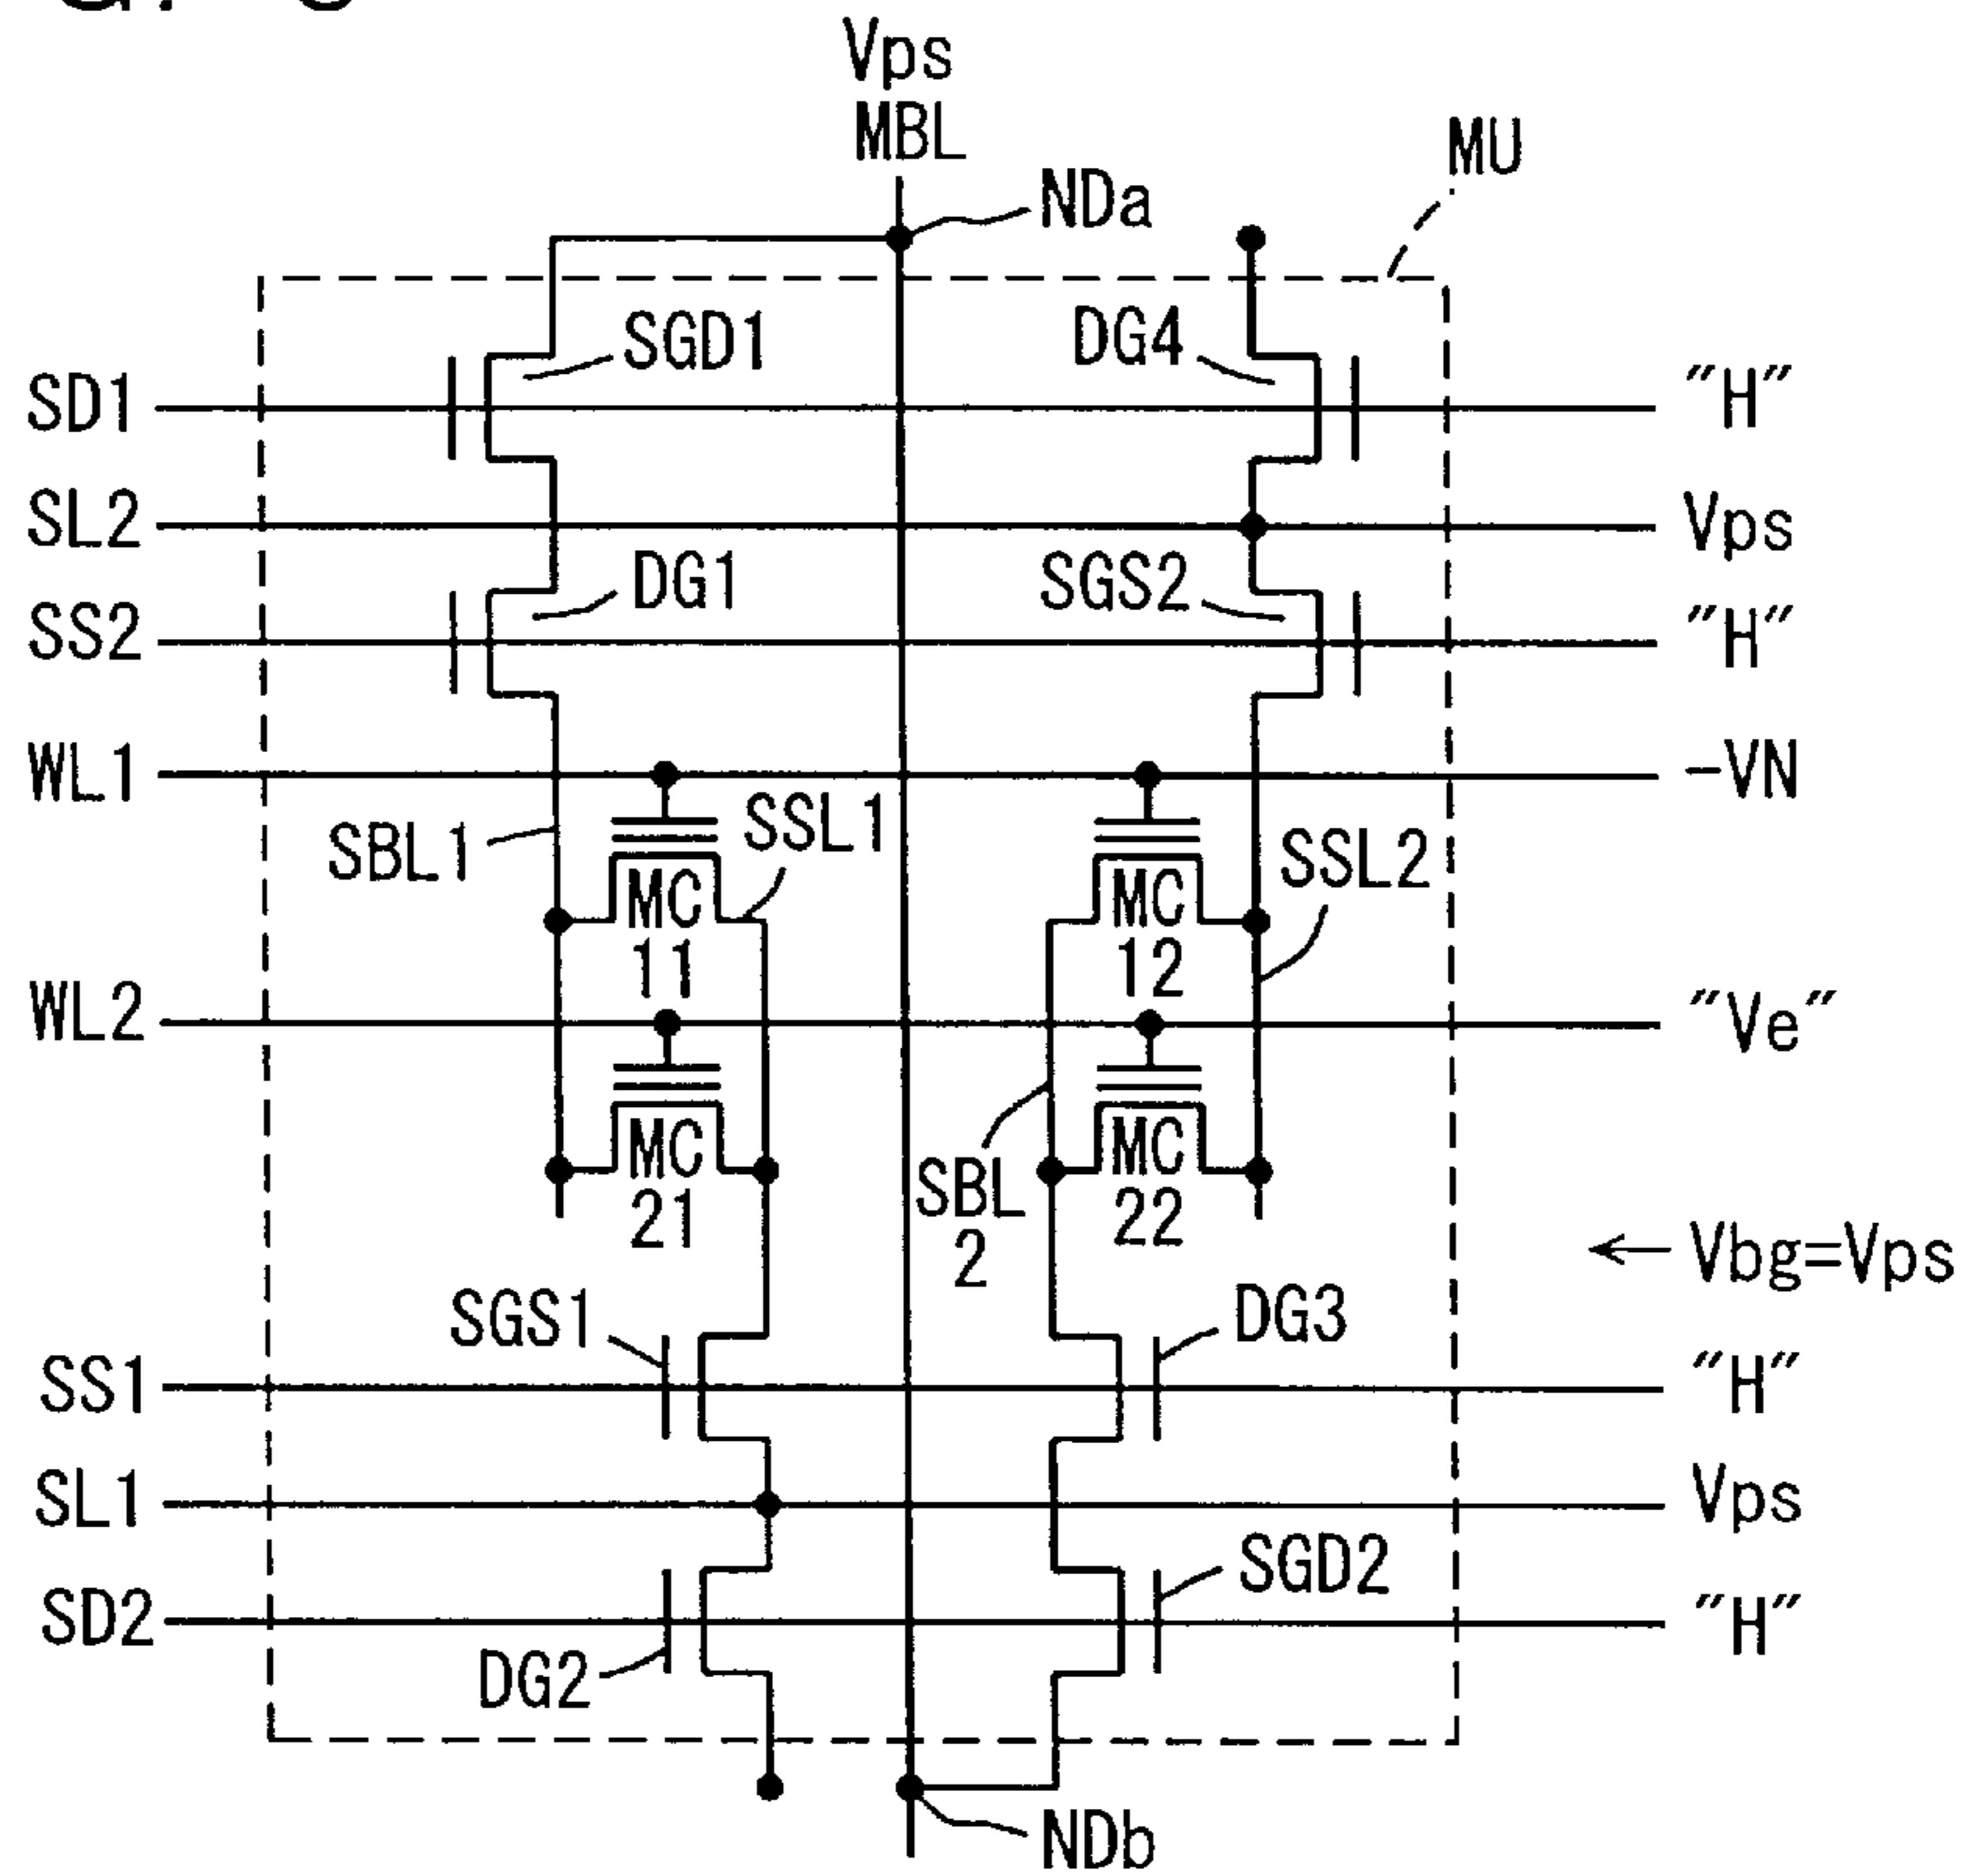 Vps
MBL
MU
NDa
SGD1
DG4
SD1
"H"
SL2
Vps
DG1
SGS2
SS2
"H"
WL1
-VN
SBL1
SSL1
SSL2
MC
11
MC
12
WL2
"Ve"
MC
21
SBL
2
MC
22
Vbg=Vps
SGS1
DG3
SS1
"H"
SL1
Vps
SGD2
SD2
"H"
DG2
NDb